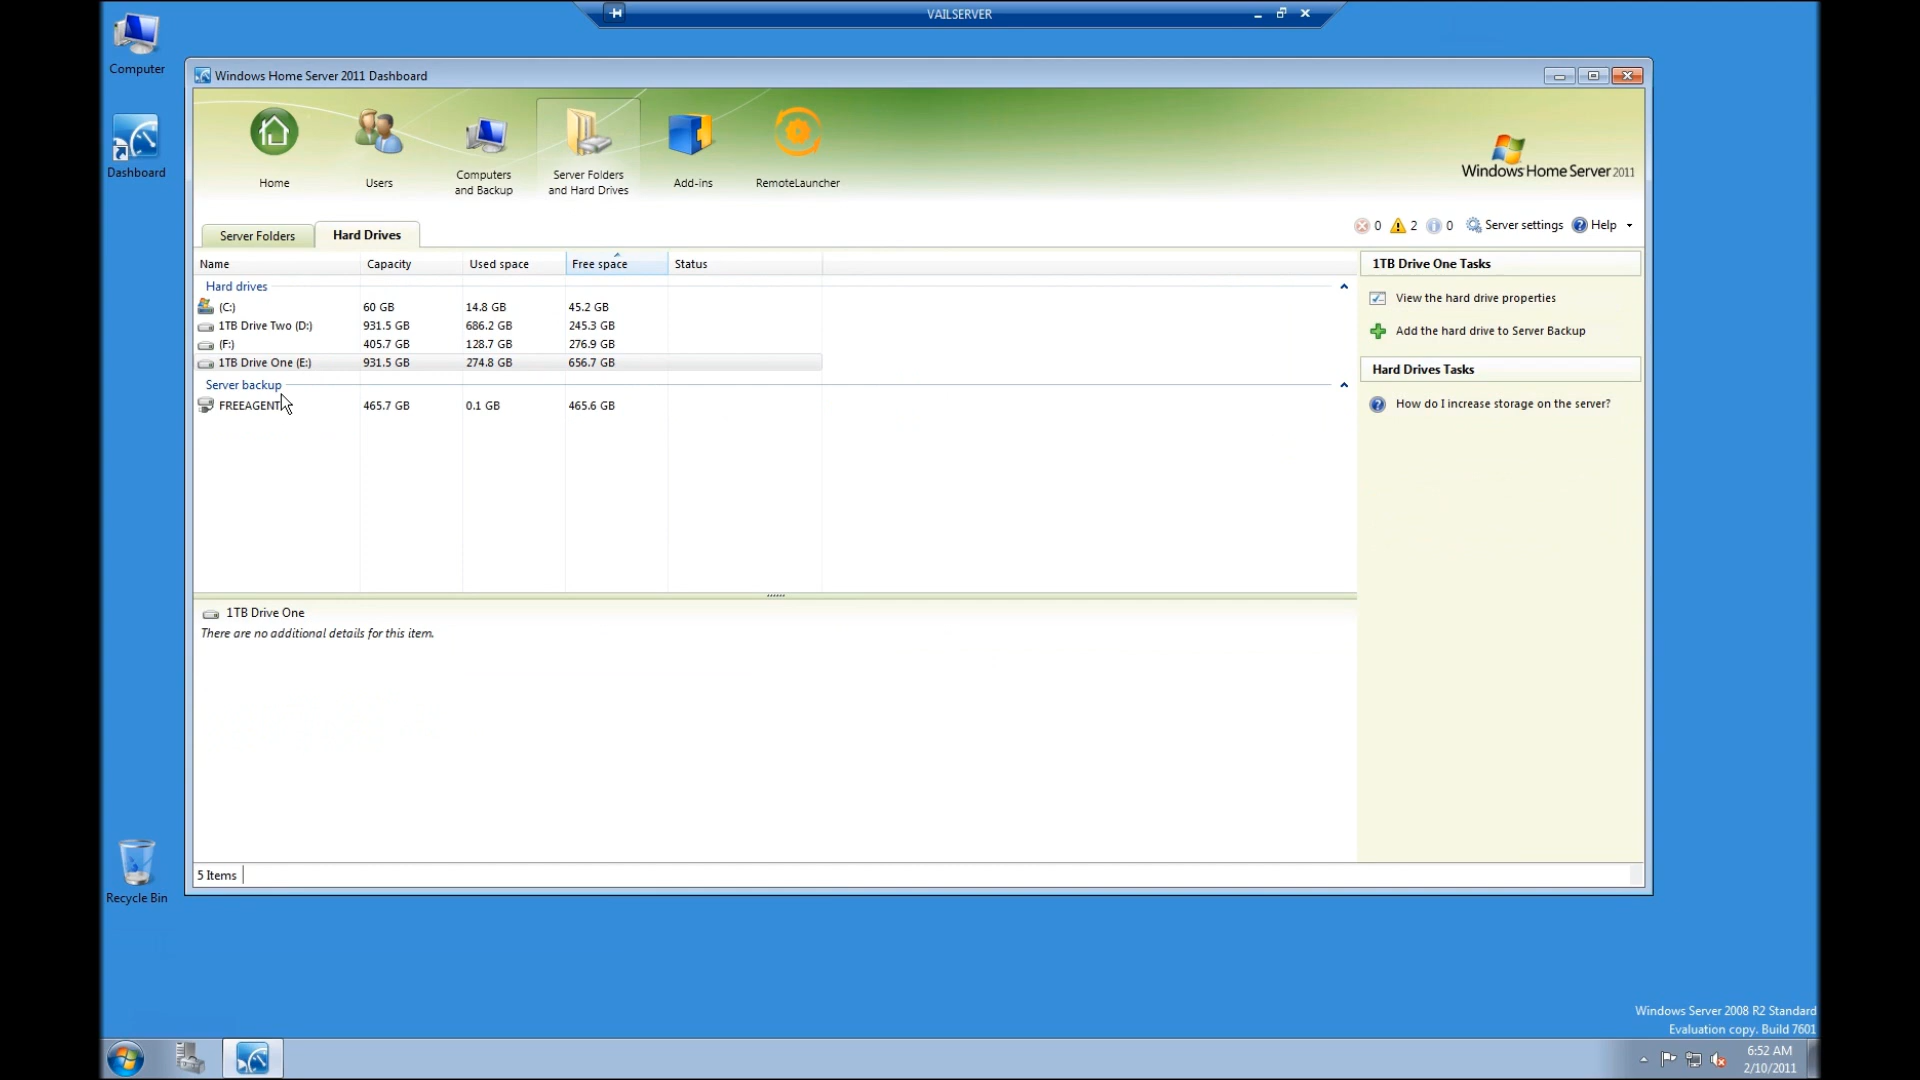 VAILSERVER
Computer
Windows Home Server 2011 Dashboard
Dashboard
Home
Users
Computers
and Backup
Server Folders
and Hard Drives
Add-ins
RemoteLauncher
Windows Home Server 2011
Server Folders
Hard Drives
0 2 0 Server settings Help
Name Capacity Used space Free space Status
Hard drives
(C:) 60 GB 14.8 GB 45.2 GB
1TB Drive Two (D:) 931.5 GB 686.2 GB 245.3 GB
(F:) 405.7 GB 128.7 GB 276.9 GB
1TB Drive One (E:) 931.5 GB 274.8 GB 656.7 GB
Server backup
FREEAGENT 465.7 GB 0.1 GB 465.6 GB
1TB Drive One Tasks
View the hard drive properties
Add the hard drive to Server Backup
Hard Drives Tasks
How do I increase storage on the server?
1TB Drive One
There are no additional details for this item.
5 Items
Recycle Bin
Windows Server 2008 R2 Standard
Evaluation copy. Build 7601
6:52 AM
2/10/2011